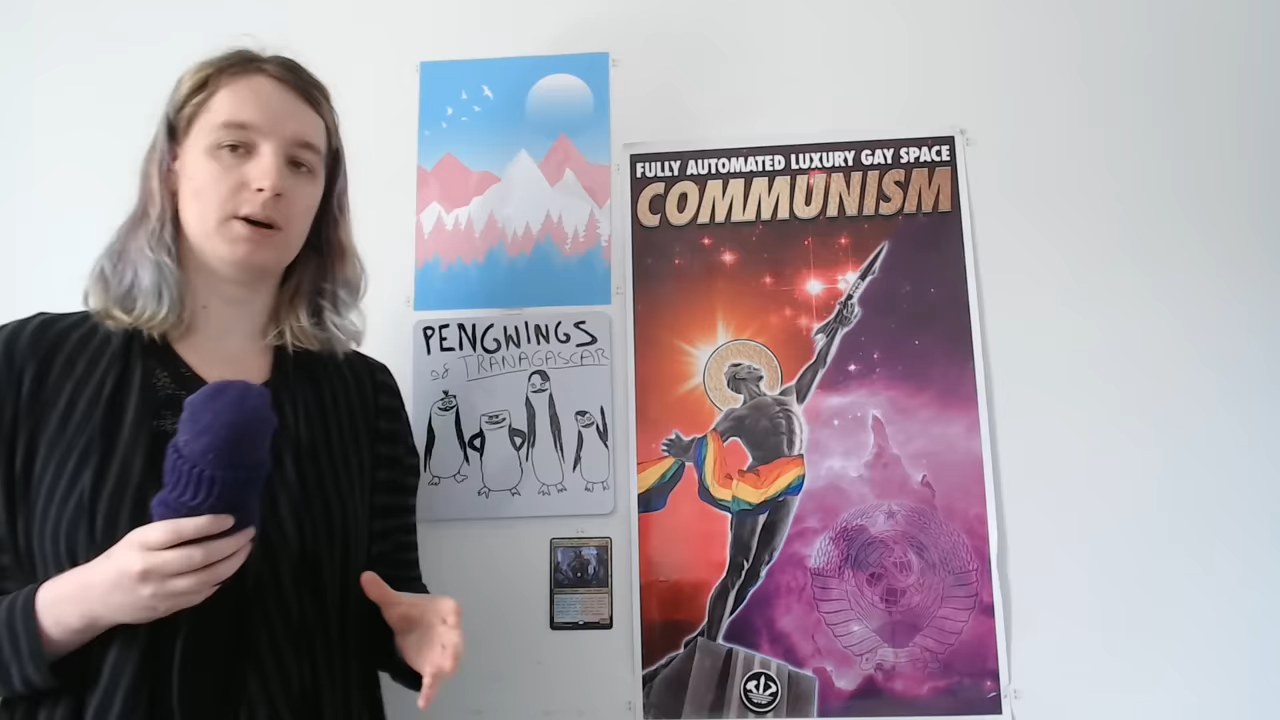 FULLY AUTOMATED LUXURY GAY SPACE
COMMUNISM
PENGWINGS
of TRANAGASCAR